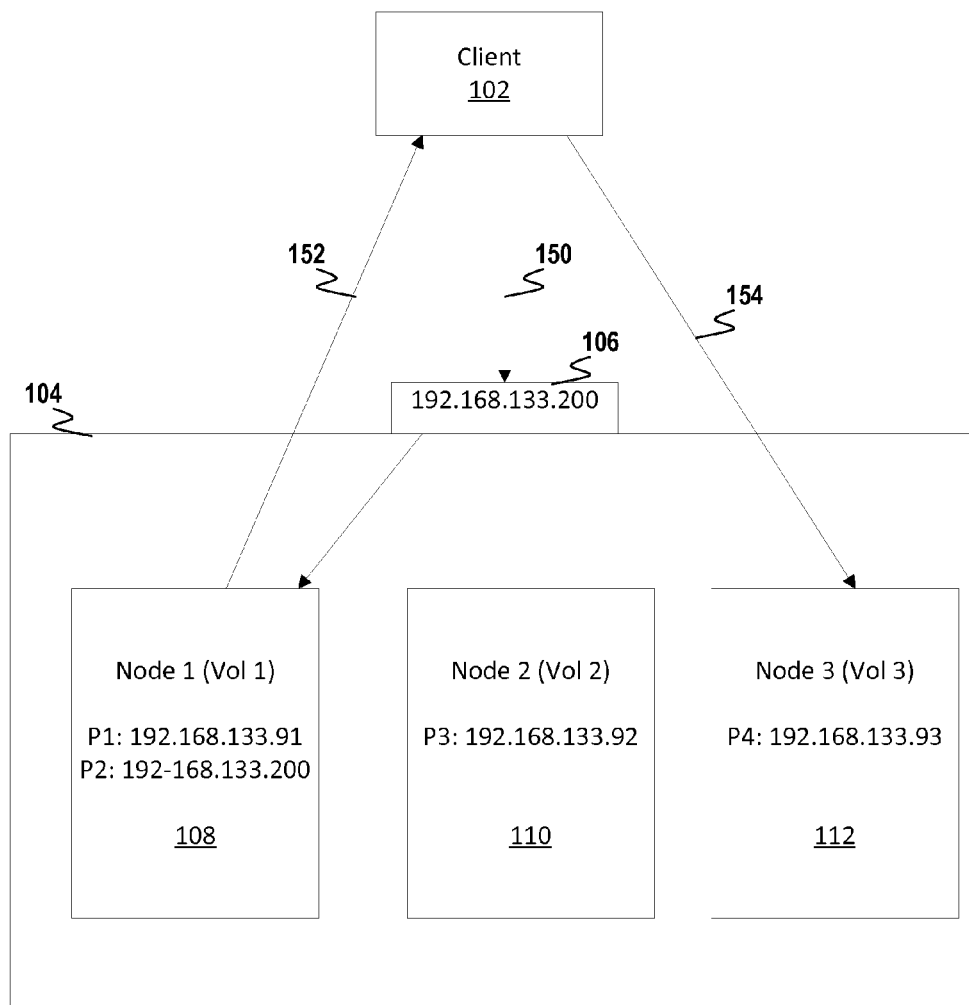 Client
102
152
150
154
106
104
192.168.133.200
Node 1 (Vol 1)
P1: 192.168.133.91
P2: 192-168.133.200
108
Node 2 (Vol 2)
P3: 192.168.133.92
110
Node 3 (Vol 3)
P4: 192.168.133.93
112